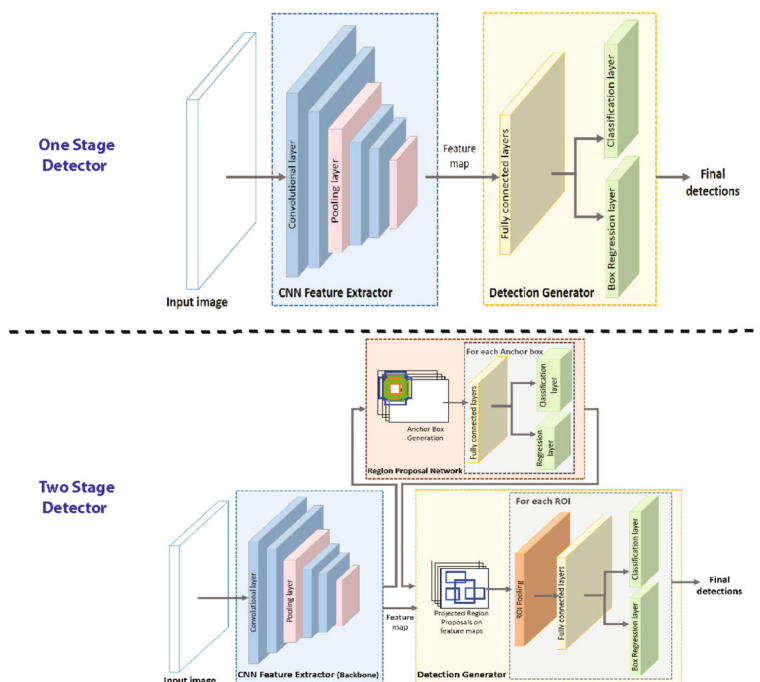 One Stage
Detector
Input image
Convolutional layer
Pooling layer
CNN Feature Extractor
Feature
map
Fully connected layers
Classification layer
Box Regression layer
Detection Generator
Final
detections
For each Anchor box
Anchor Box
Generation
Fully connected layers
Classification
layer
Regression
layer
Region Proposal Network
Two Stage
Detector
Input image
Convolutional layer
Pooling layer
CNN Feature Extractor (Backbone)
Feature
map
For each ROI
Projected Region
Proposals on
feature maps
ROI Pooling
Fully connected layers
Classification layer
Box Regression layer
Detection Generator
Final
detections